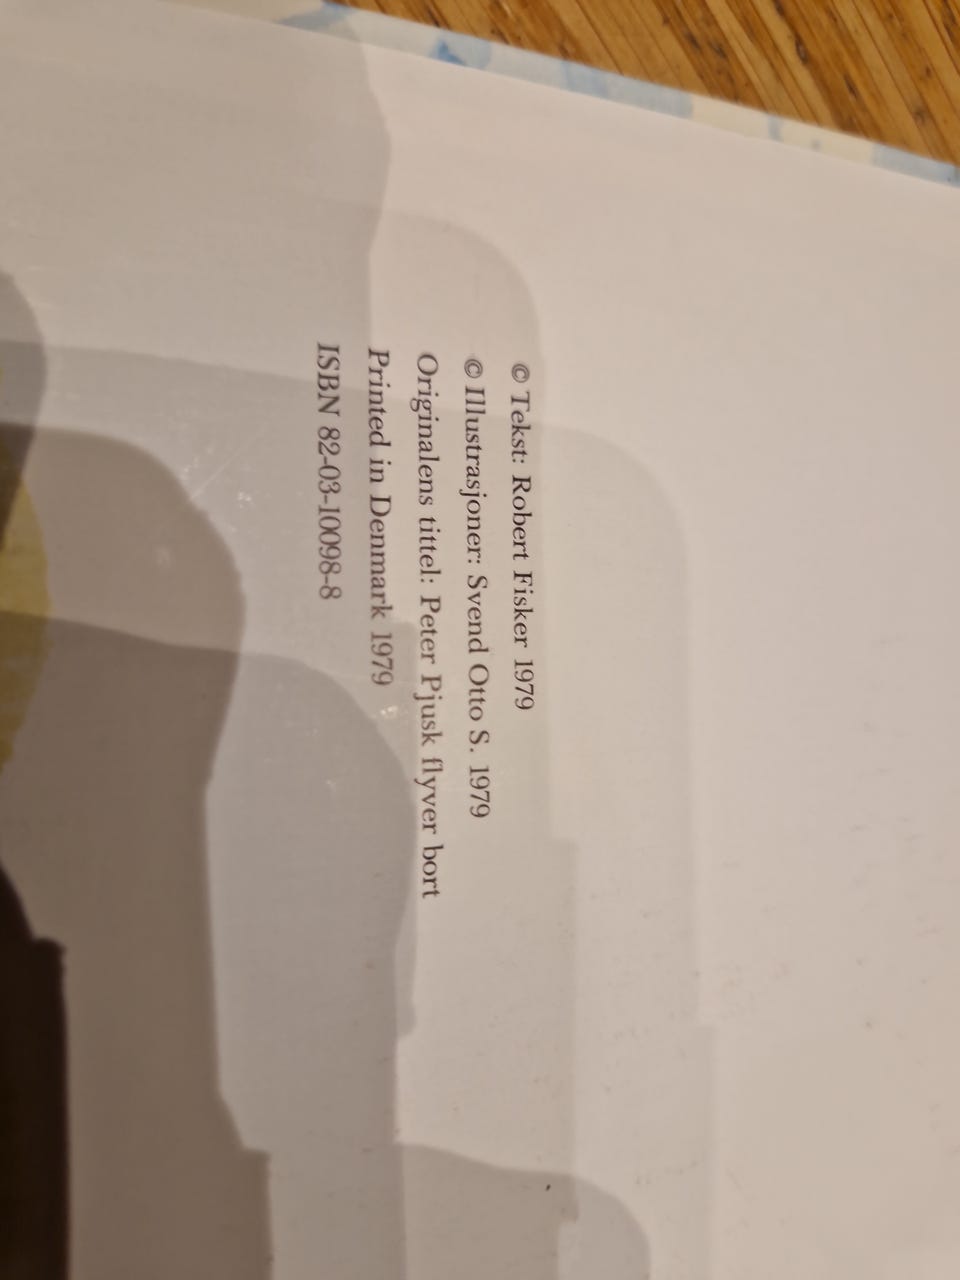 © Tekst: Robert Fisker 1979
© Illustrasjoner: Svend Otto S. 1979
Originalens tittel: Peter Pjusk flyver bort
Printed in Denmark 1979
ISBN 82-03-10098-8